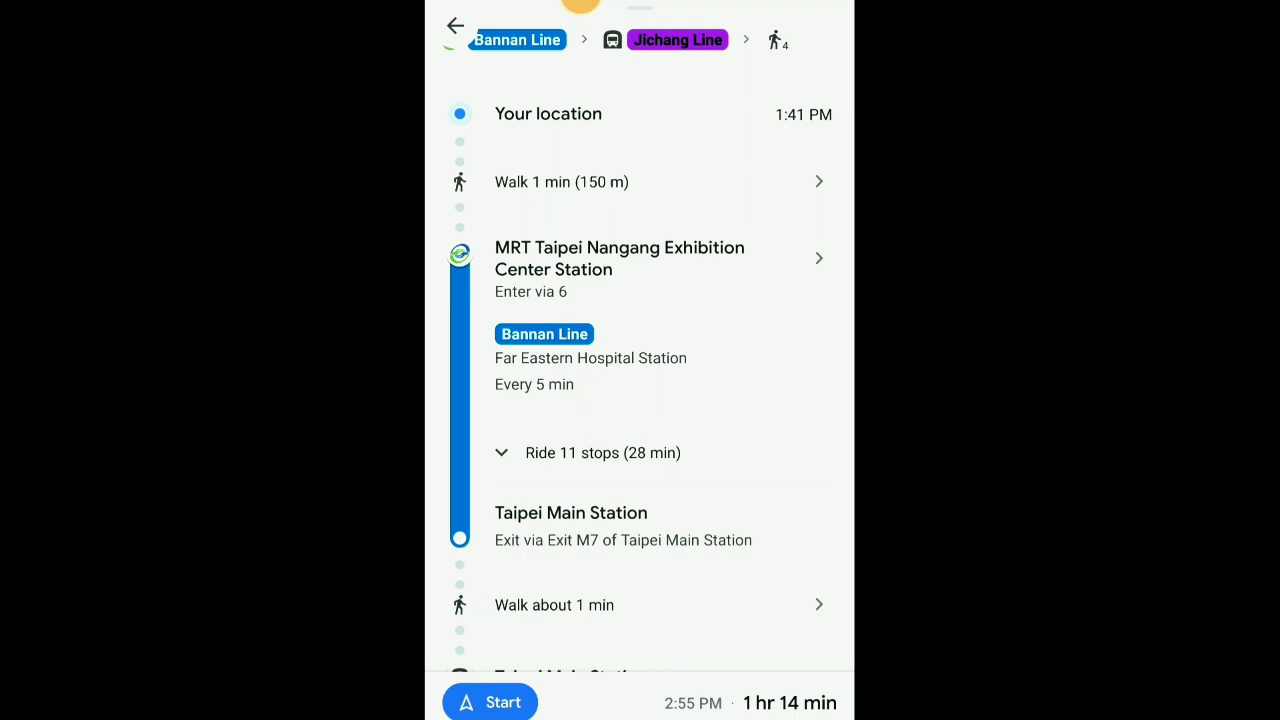 Bannan Line
Jichang Line
4
Your location
1:41 PM
Walk 1 min (150 m)
MRT Taipei Nangang Exhibition
Center Station
Enter via 6
Bannan Line
Far Eastern Hospital Station
Every 5 min
Ride 11 stops (28 min)
Taipei Main Station
Exit via Exit M7 of Taipei Main Station
Walk about 1 min
Start
2:55 PM · 1 hr 14 min